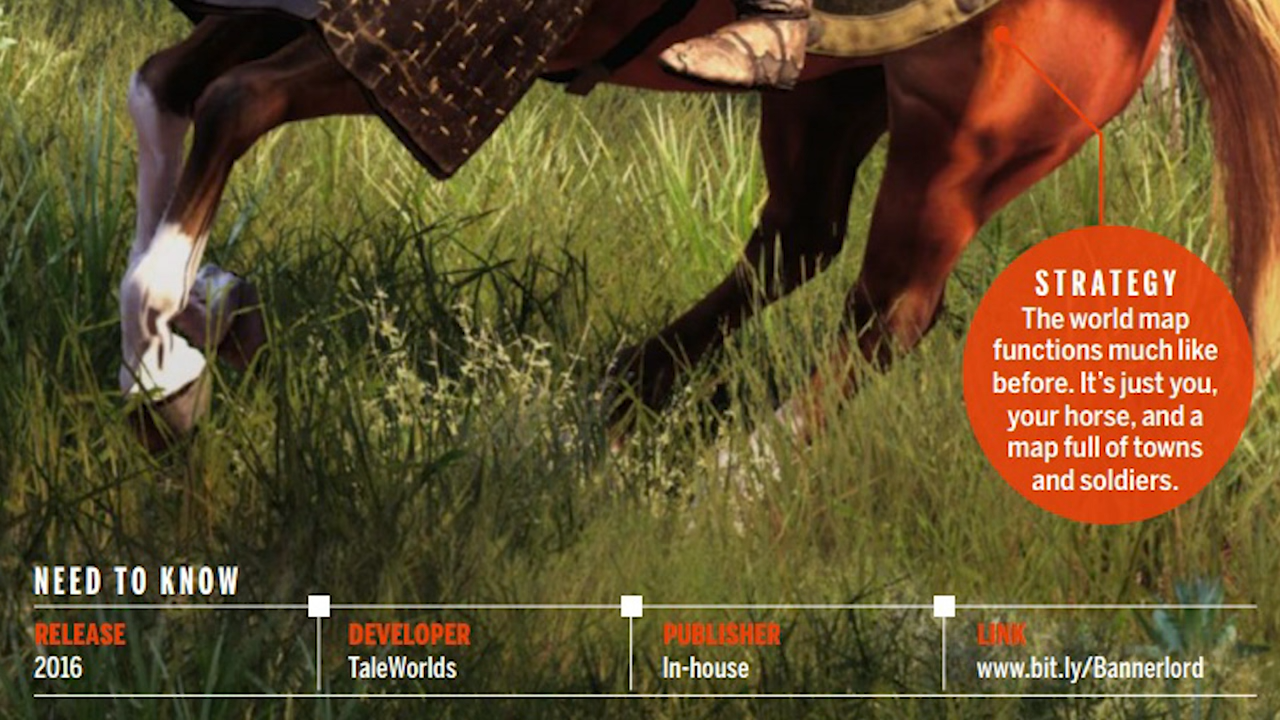 STRATEGY
The world map
functions much like
before. It's just you,
your horse, and a
map full of towns
and soldiers.
NEED TO KNOW
RELEASE
2016
DEVELOPER
TaleWorlds
PUBLISHER
In-house
LINK
www.bit.ly/Bannerlord